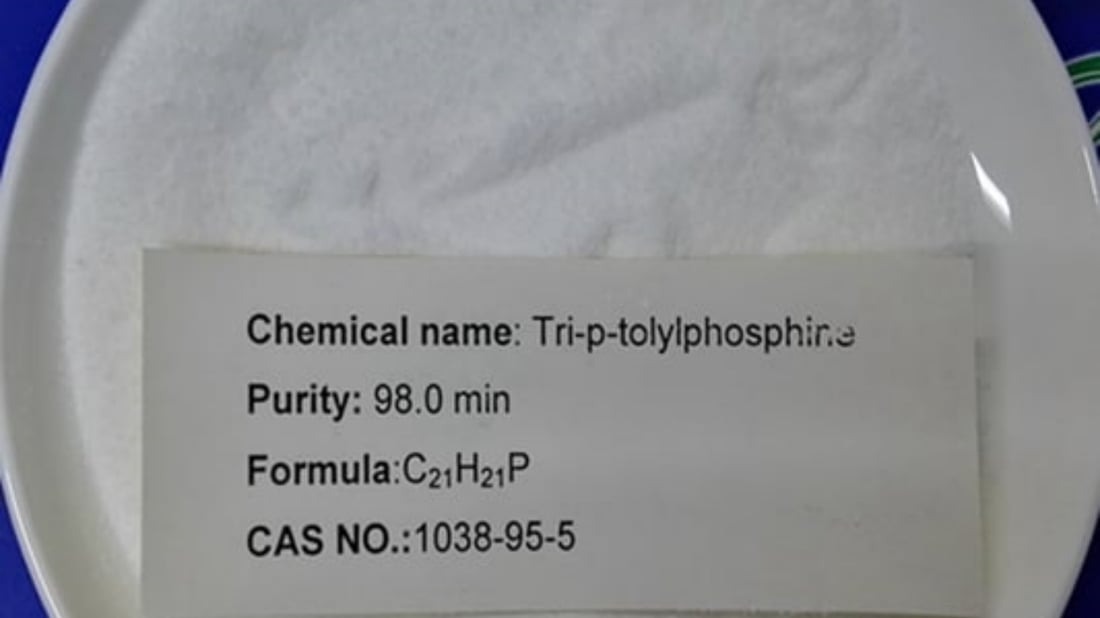 Chemical name: Tri-p-tolylphosphine
Purity: 98.0 min
Formula:C₂₁H₂₁P
CAS NO.:1038-95-5